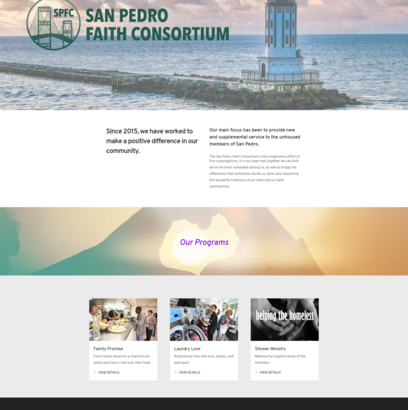 SPFC
SAN PEDRO
FAITH CONSORTIUM
Since 2015, we have worked to
make a positive difference in our
community.
Our main focus has been to provide new
and supplemental service to the unhoused
members of San Pedro.
The San Pedro Faith Consortium is the cooperative effort of
five congregations. It is our hope that together we can both
serve the most vulnerable among us, as well as bridge the
differences that sometimes divide us, while also respecting
the wonderful traditions of our town and our faith
communities.
Our Programs
helping the homeless
Family Promise
Every family deserves a chance to be
whole and have a roof over their head
VIEW DETAILS
Laundry Love
Brightening lives with love, dignity, and
detergent
VIEW DETAILS
Shower Ministry
Meeting the hygiene needs of the
homeless.
VIEW DETAILS